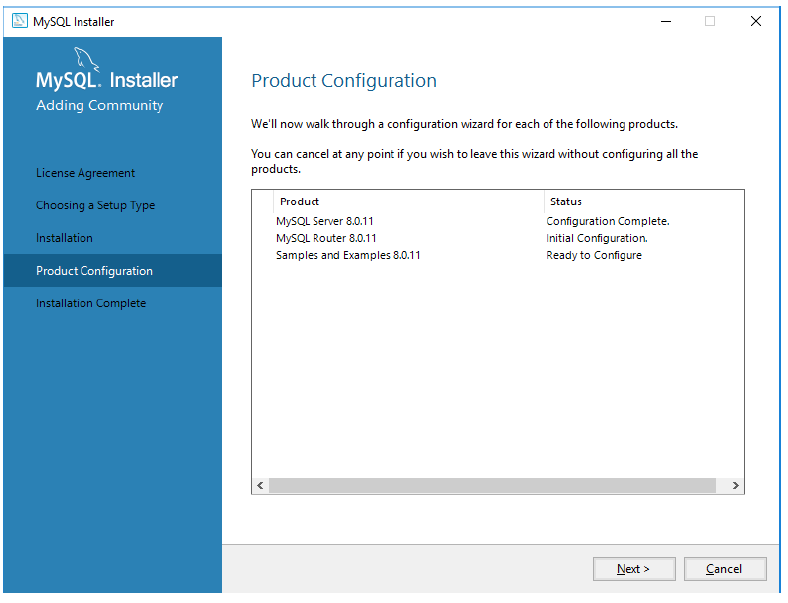 MySQL Installer
MySQL. Installer
Adding Community
License Agreement
Choosing a Setup Type
Installation
Product Configuration
Installation Complete
Product Configuration
We'll now walk through a configuration wizard for each of the following products.
You can cancel at any point if you wish to leave this wizard without configuring all the
products.
Product Status
MySQL Server 8.0.11 Configuration Complete.
MySQL Router 8.0.11 Initial Configuration.
Samples and Examples 8.0.11 Ready to Configure
Next > Cancel